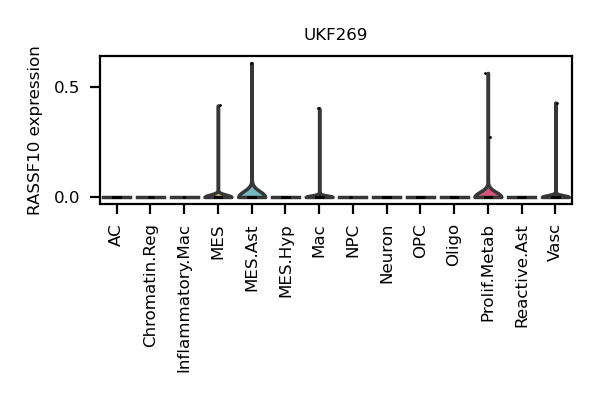 UKF269
RASSF10 expression
0.5
0.0
AC
Chromatin.Reg
Inflammatory.Mac
MES
MES.Ast
MES.Hyp
Mac
NPC
Neuron
OPC
Oligo
Prolif.Metab
Reactive.Ast
Vasc